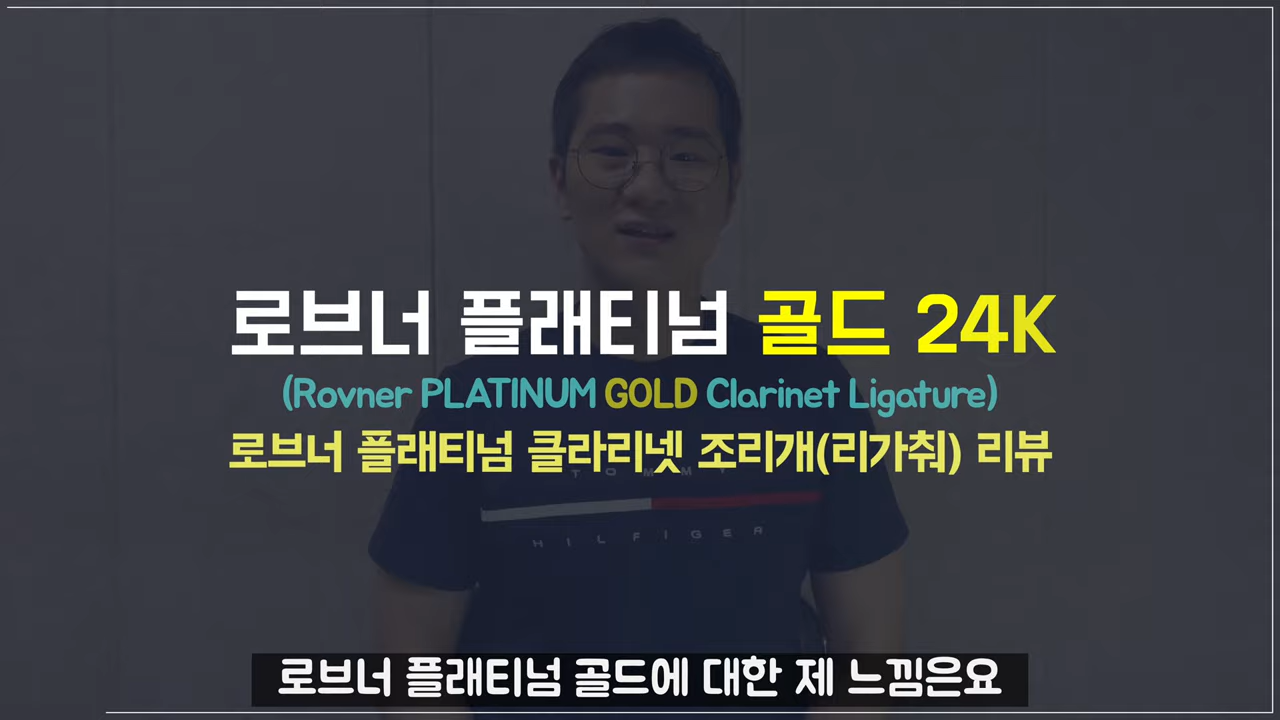 로브너 플래티넘 골드 24K
(Rovner PLATINUM GOLD Clarinet Ligature)
로브너 플래티넘 클라리넷 조리개(리가춰) 리뷰
TOMMY
HILFIGER
로브너 플래티넘 골드에 대한 제 느낌은요